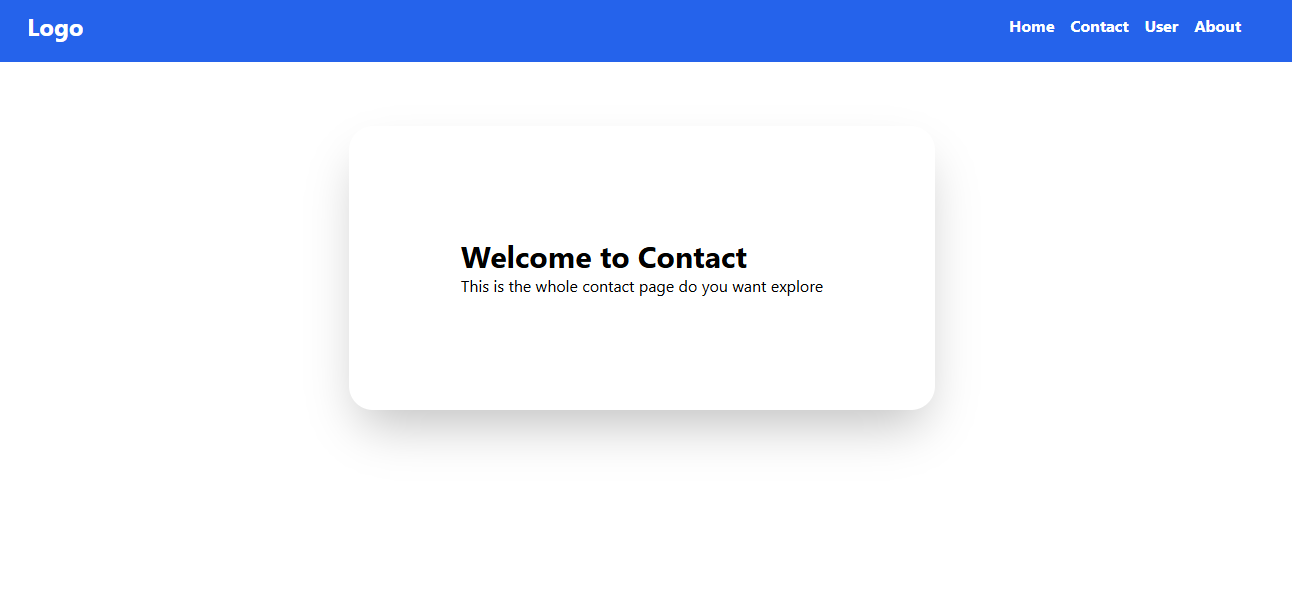 Logo
Home Contact User About
Welcome to Contact
This is the whole contact page do you want explore